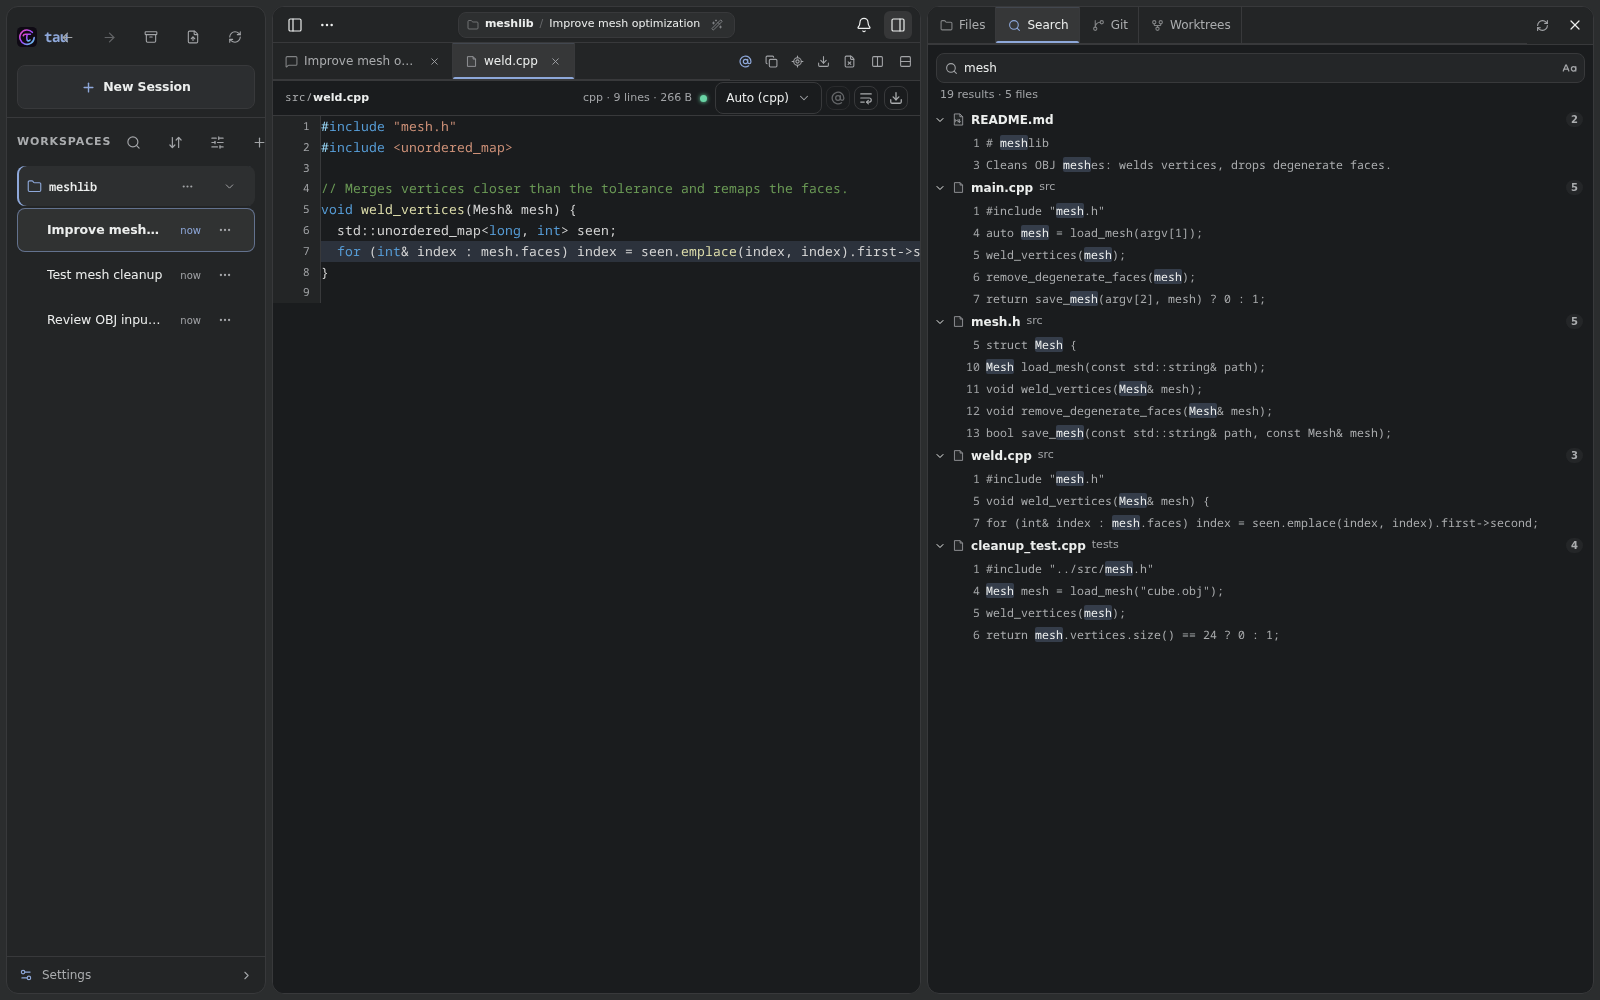 tau
New Session
WORKSPACES
meshlib
Improve mesh... now
Test mesh cleanup now
Review OBJ inpu... now
Settings
meshlib / Improve mesh optimization
Improve mesh o...
weld.cpp
src/weld.cpp
cpp · 9 lines · 266 B
Auto (cpp)
1 #include "mesh.h"
2 #include <unordered_map>
3
4 // Merges vertices closer than the tolerance and remaps the faces.
5 void weld_vertices(Mesh& mesh) {
6 std::unordered_map<long, int> seen;
7 for (int& index : mesh.faces) index = seen.emplace(index, index).first->s
8 }
9
Files
Search
Git
Worktrees
mesh
Aa
19 results · 5 files
README.md 2
1 # meshlib
3 Cleans OBJ meshes: welds vertices, drops degenerate faces.
main.cpp src 5
1 #include "mesh.h"
4 auto mesh = load_mesh(argv[1]);
5 weld_vertices(mesh);
6 remove_degenerate_faces(mesh);
7 return save_mesh(argv[2], mesh) ? 0 : 1;
mesh.h src 5
5 struct Mesh {
10 Mesh load_mesh(const std::string& path);
11 void weld_vertices(Mesh& mesh);
12 void remove_degenerate_faces(Mesh& mesh);
13 bool save_mesh(const std::string& path, const Mesh& mesh);
weld.cpp src 3
1 #include "mesh.h"
5 void weld_vertices(Mesh& mesh) {
7 for (int& index : mesh.faces) index = seen.emplace(index, index).first->second;
cleanup_test.cpp tests 4
1 #include "../src/mesh.h"
4 Mesh mesh = load_mesh("cube.obj");
5 weld_vertices(mesh);
6 return mesh.vertices.size() == 24 ? 0 : 1;